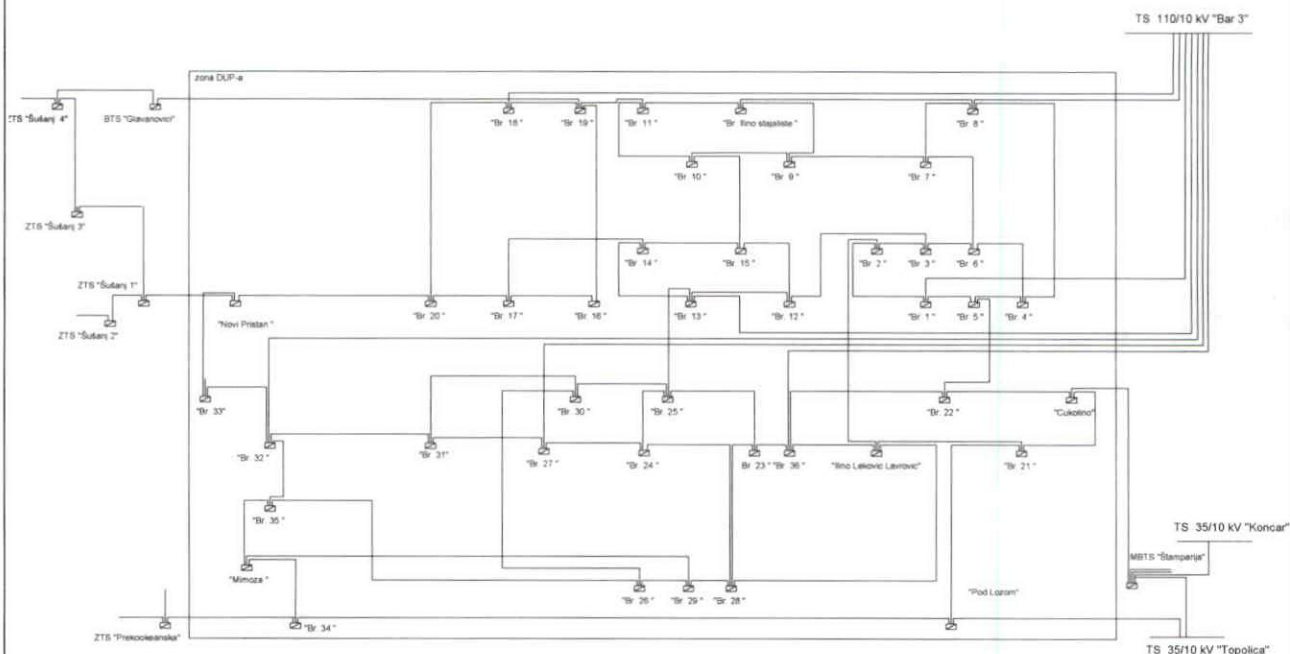 TS 110/10 kV "Bar 3"
zona DUP-a
ZTS "Šušanj 4"
BTS "Glavanovici"
"Br. 18 "
"Br. 19 "
"Br. 11 "
"Br. Ilino stajaliste "
"Br. 8 "
"Br. 10 "
"Br. 9 "
"Br. 7 "
ZTS "Šušanj 3"
"Br. 14 "
"Br. 15 "
"Br. 2 "
"Br. 3 "
"Br. 6 "
ZTS "Šušanj 1"
ZTS "Šušanj 2"
"Novi Pristan "
"Br. 20 "
"Br. 17 "
"Br. 16 "
"Br. 13 "
"Br. 12 "
"Br. 1 "
"Br. 5 "
"Br. 4 "
"Br. 33"
"Br. 30 "
"Br. 25 "
"Br. 22 "
"Cukolino"
"Br. 32 "
"Br. 31"
"Br. 27 "
"Br. 24 "
Br. 23 "
"Br. 36 "
"Ilino Lekovic Lavrovic"
"Br. 21 "
"Br. 35 "
TS 35/10 kV "Koncar"
MBTS "Štamparija"
"Mimoza "
"Br. 26 "
"Br. 29 "
"Br. 28 "
"Pod Lozom"
ZTS "Prekookeanska"
"Br. 34 "
TS 35/10 kV "Topolica"